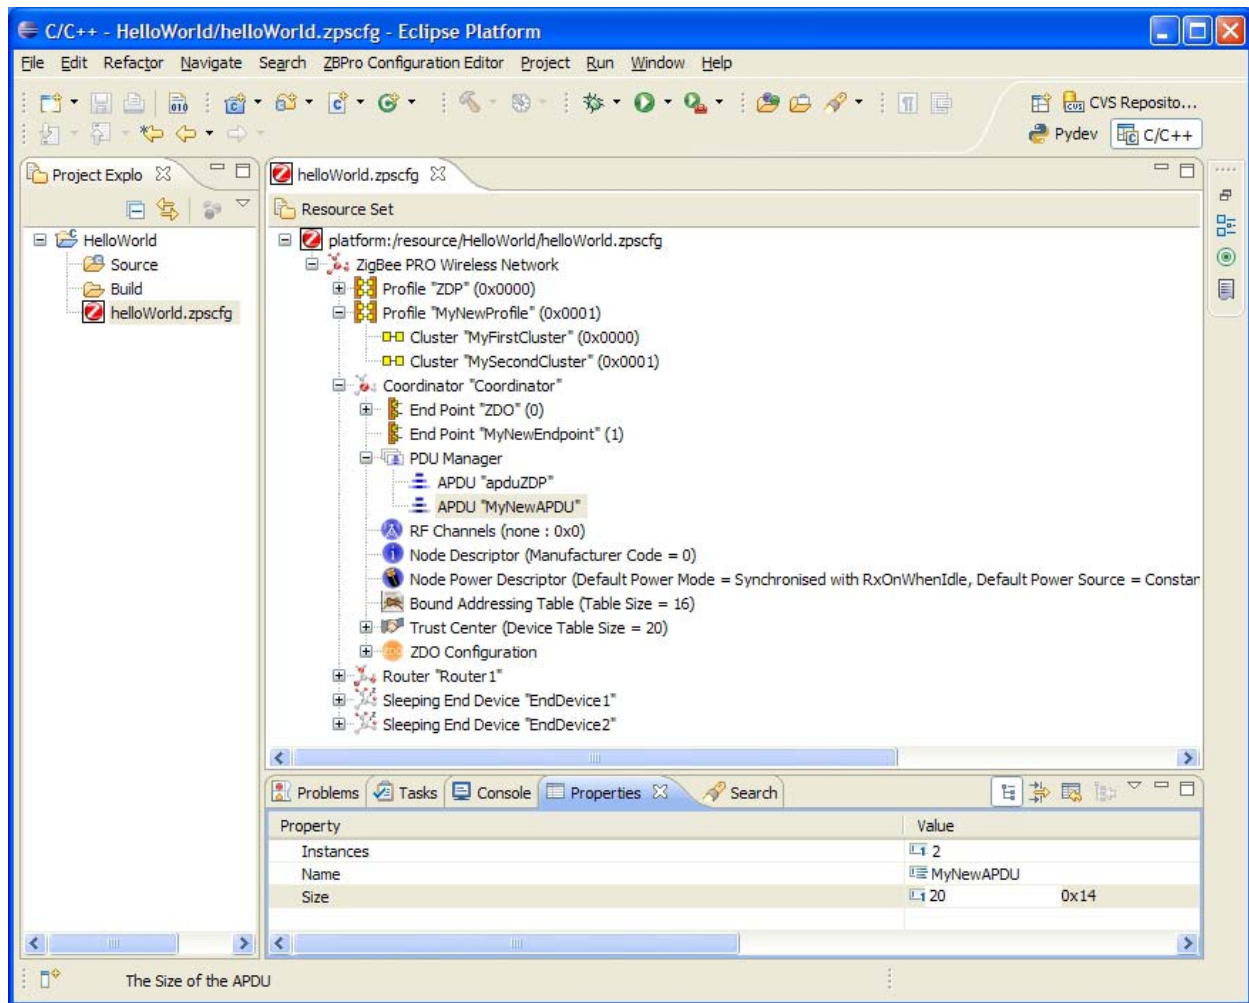 C/C++ - HelloWorld/helloWorld.zpscfg - Eclipse Platform
File Edit Refactor Navigate Search ZBPro Configuration Editor Project Run Window Help
CVS Reposito...
Pydev C/C++
Project Explo
helloWorld.zpscfg
Resource Set
HelloWorld
Source
Build
helloWorld.zpscfg
platform:/resource/HelloWorld/helloWorld.zpscfg
ZigBee PRO Wireless Network
Profile "ZDP" (0x0000)
Profile "MyNewProfile" (0x0001)
Cluster "MyFirstCluster" (0x0000)
Cluster "MySecondCluster" (0x0001)
Coordinator "Coordinator"
End Point "ZDO" (0)
End Point "MyNewEndpoint" (1)
PDU Manager
APDU "apduZDP"
APDU "MyNewAPDU"
RF Channels (none : 0x0)
Node Descriptor (Manufacturer Code = 0)
Node Power Descriptor (Default Power Mode = Synchronised with RxOnWhenIdle, Default Power Source = Constan
Bound Addressing Table (Table Size = 16)
Trust Center (Device Table Size = 20)
ZDO Configuration
Router "Router1"
Sleeping End Device "EndDevice1"
Sleeping End Device "EndDevice2"
Problems Tasks Console Properties Search
Property Value
Instances 2
Name MyNewAPDU
Size 20 0x14
The Size of the APDU